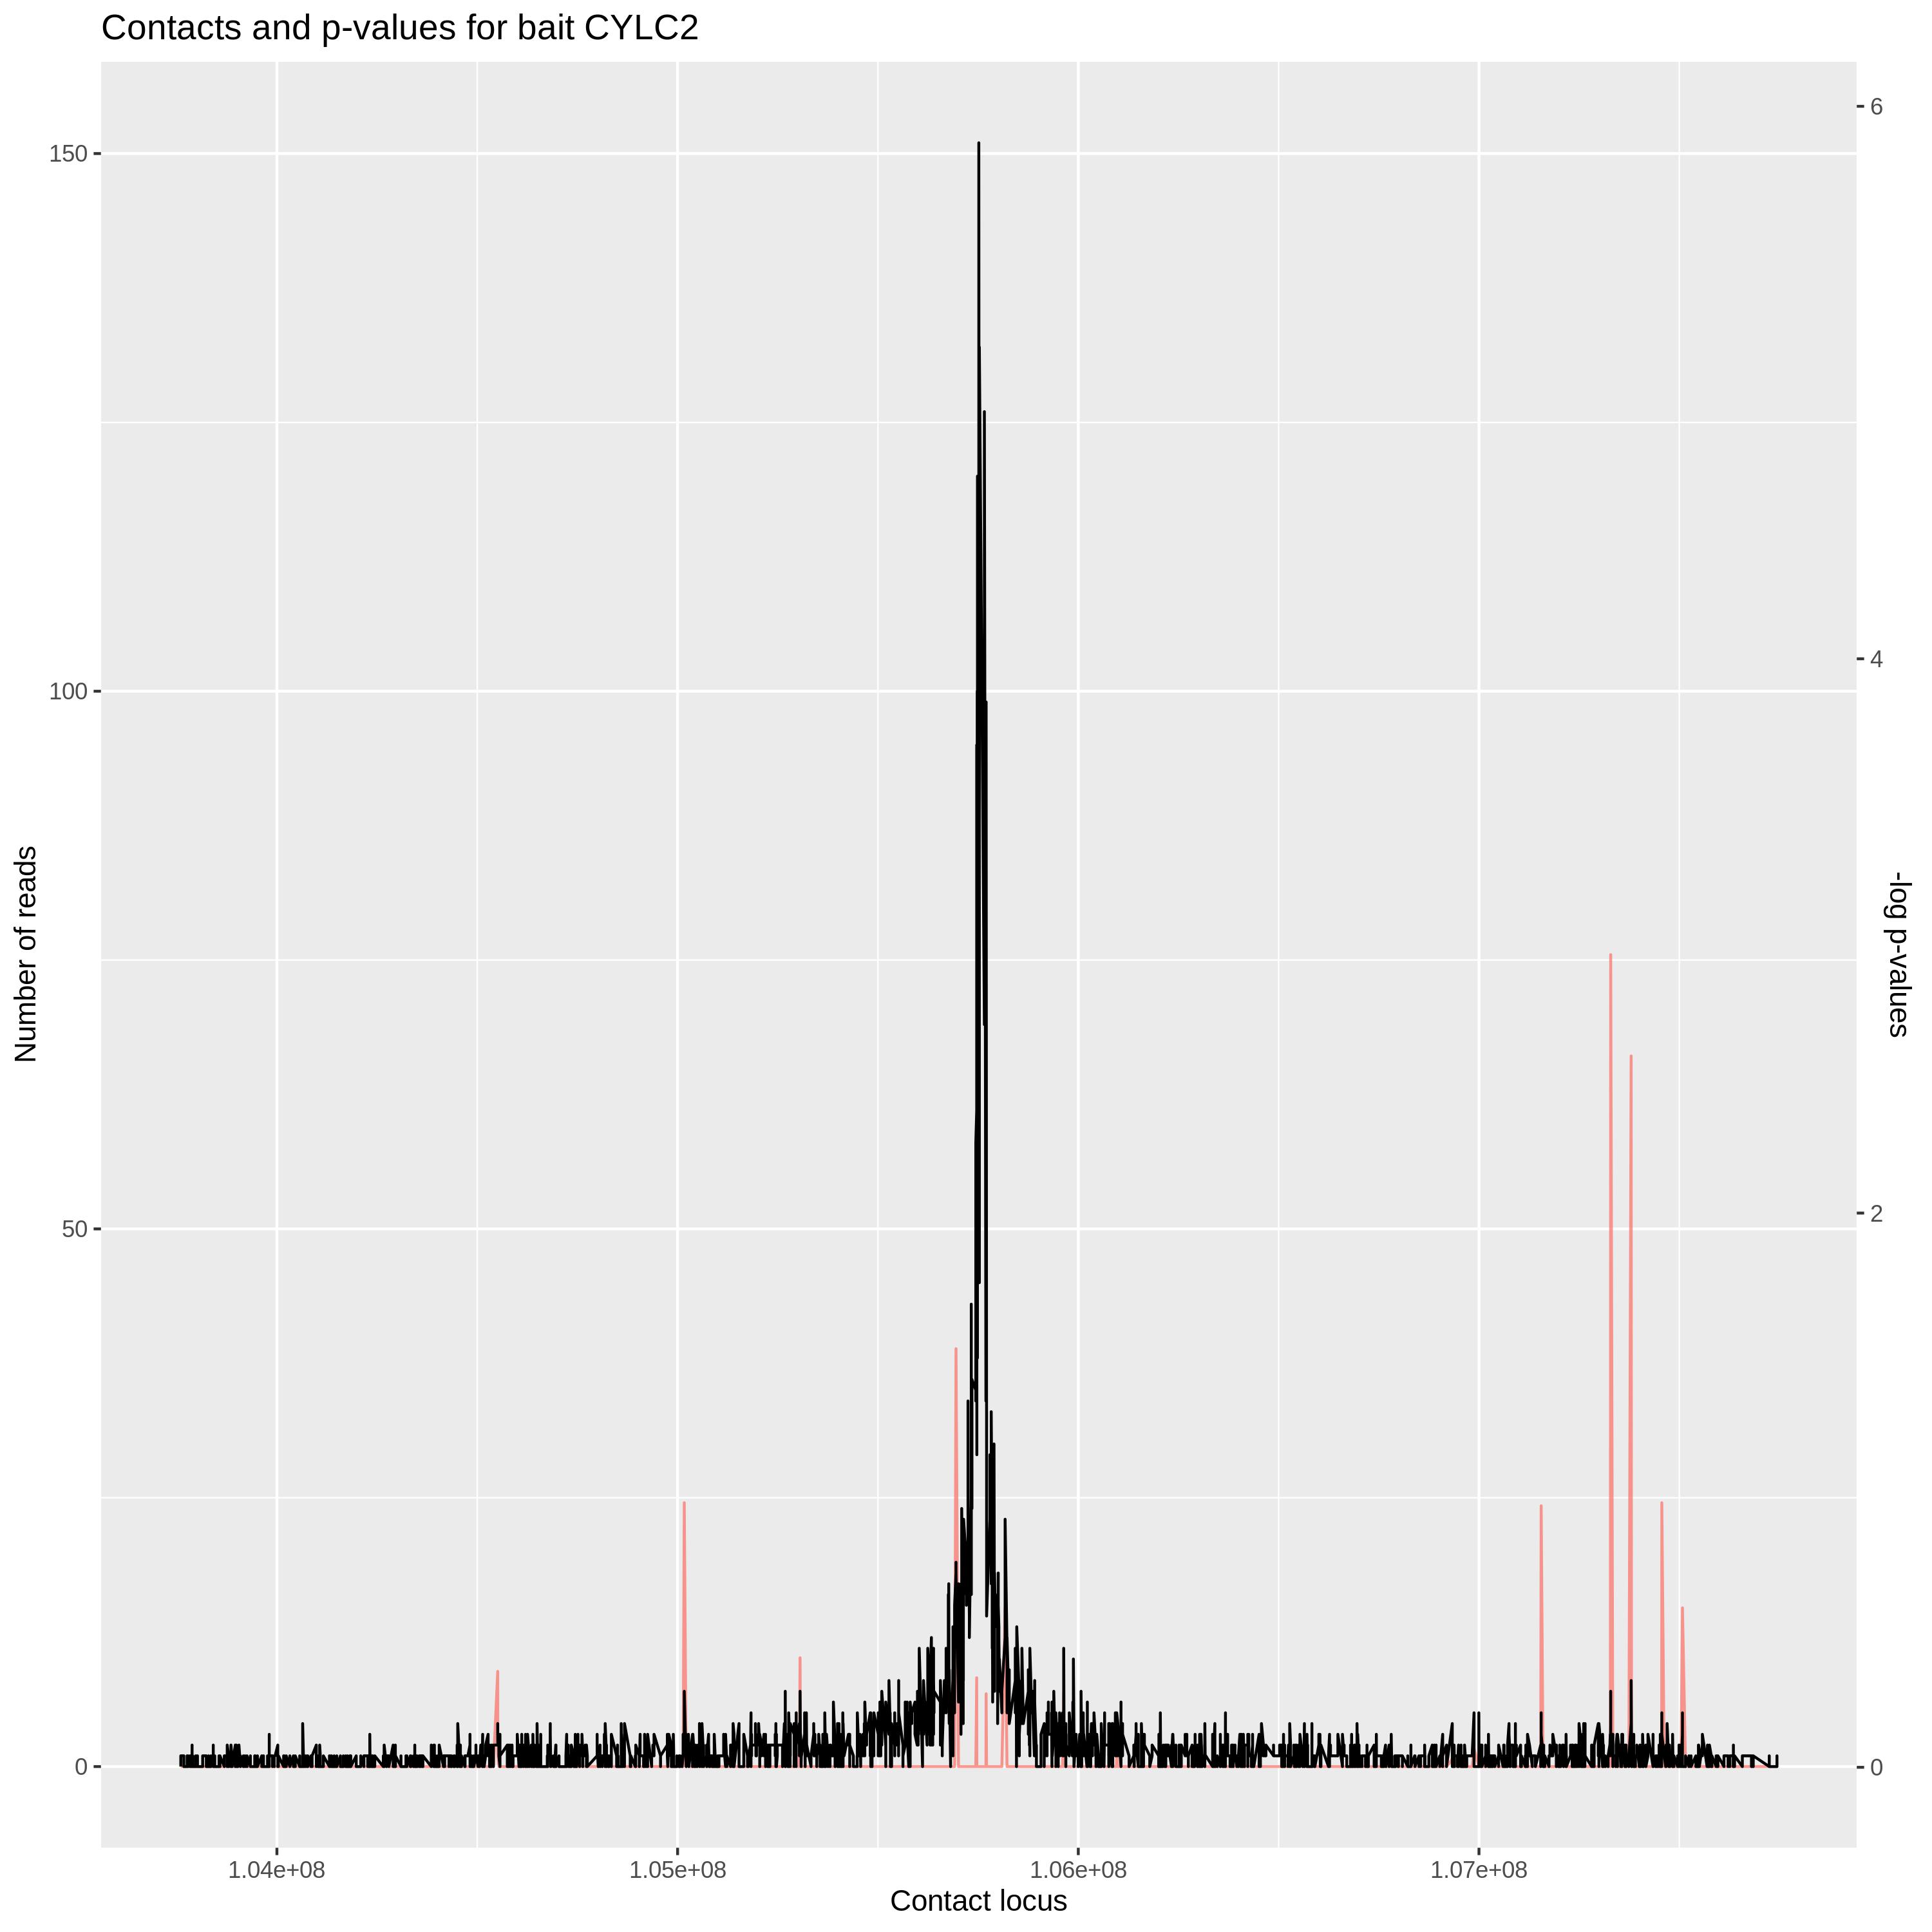 Contacts and p-values for bait CYLC2
150
100
50
0
Number of reads
6
4
2
0
-log p-values
1.04e+08
1.05e+08
1.06e+08
1.07e+08
Contact locus